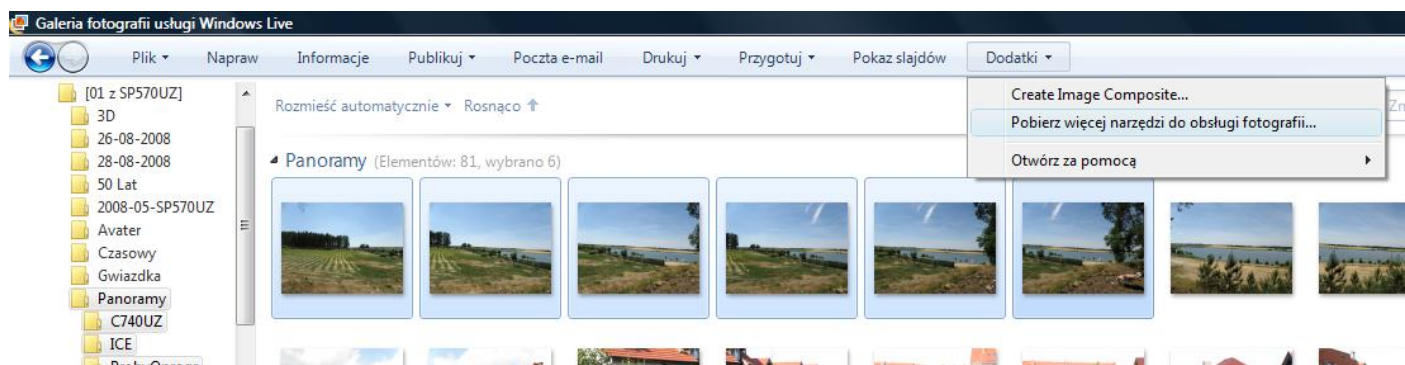 Galeria fotografii usługi Windows Live
Plik Napraw Informacje Publikuj Poczta e-mail Drukuj Przygotuj Pokaz slajdów Dodatki
Create Image Composite...
Pobierz więcej narzędzi do obsługi fotografii...
Otwórz za pomocą
[01 z SP570UZ]
3D
26-08-2008
28-08-2008
50 Lat
2008-05-SP570UZ
Avater
Czasowy
Gwiazdka
Panoramy
C740UZ
ICE
Rozmieść automatycznie Rosnąco
Panoramy (Elementów: 81, wybrano 6)